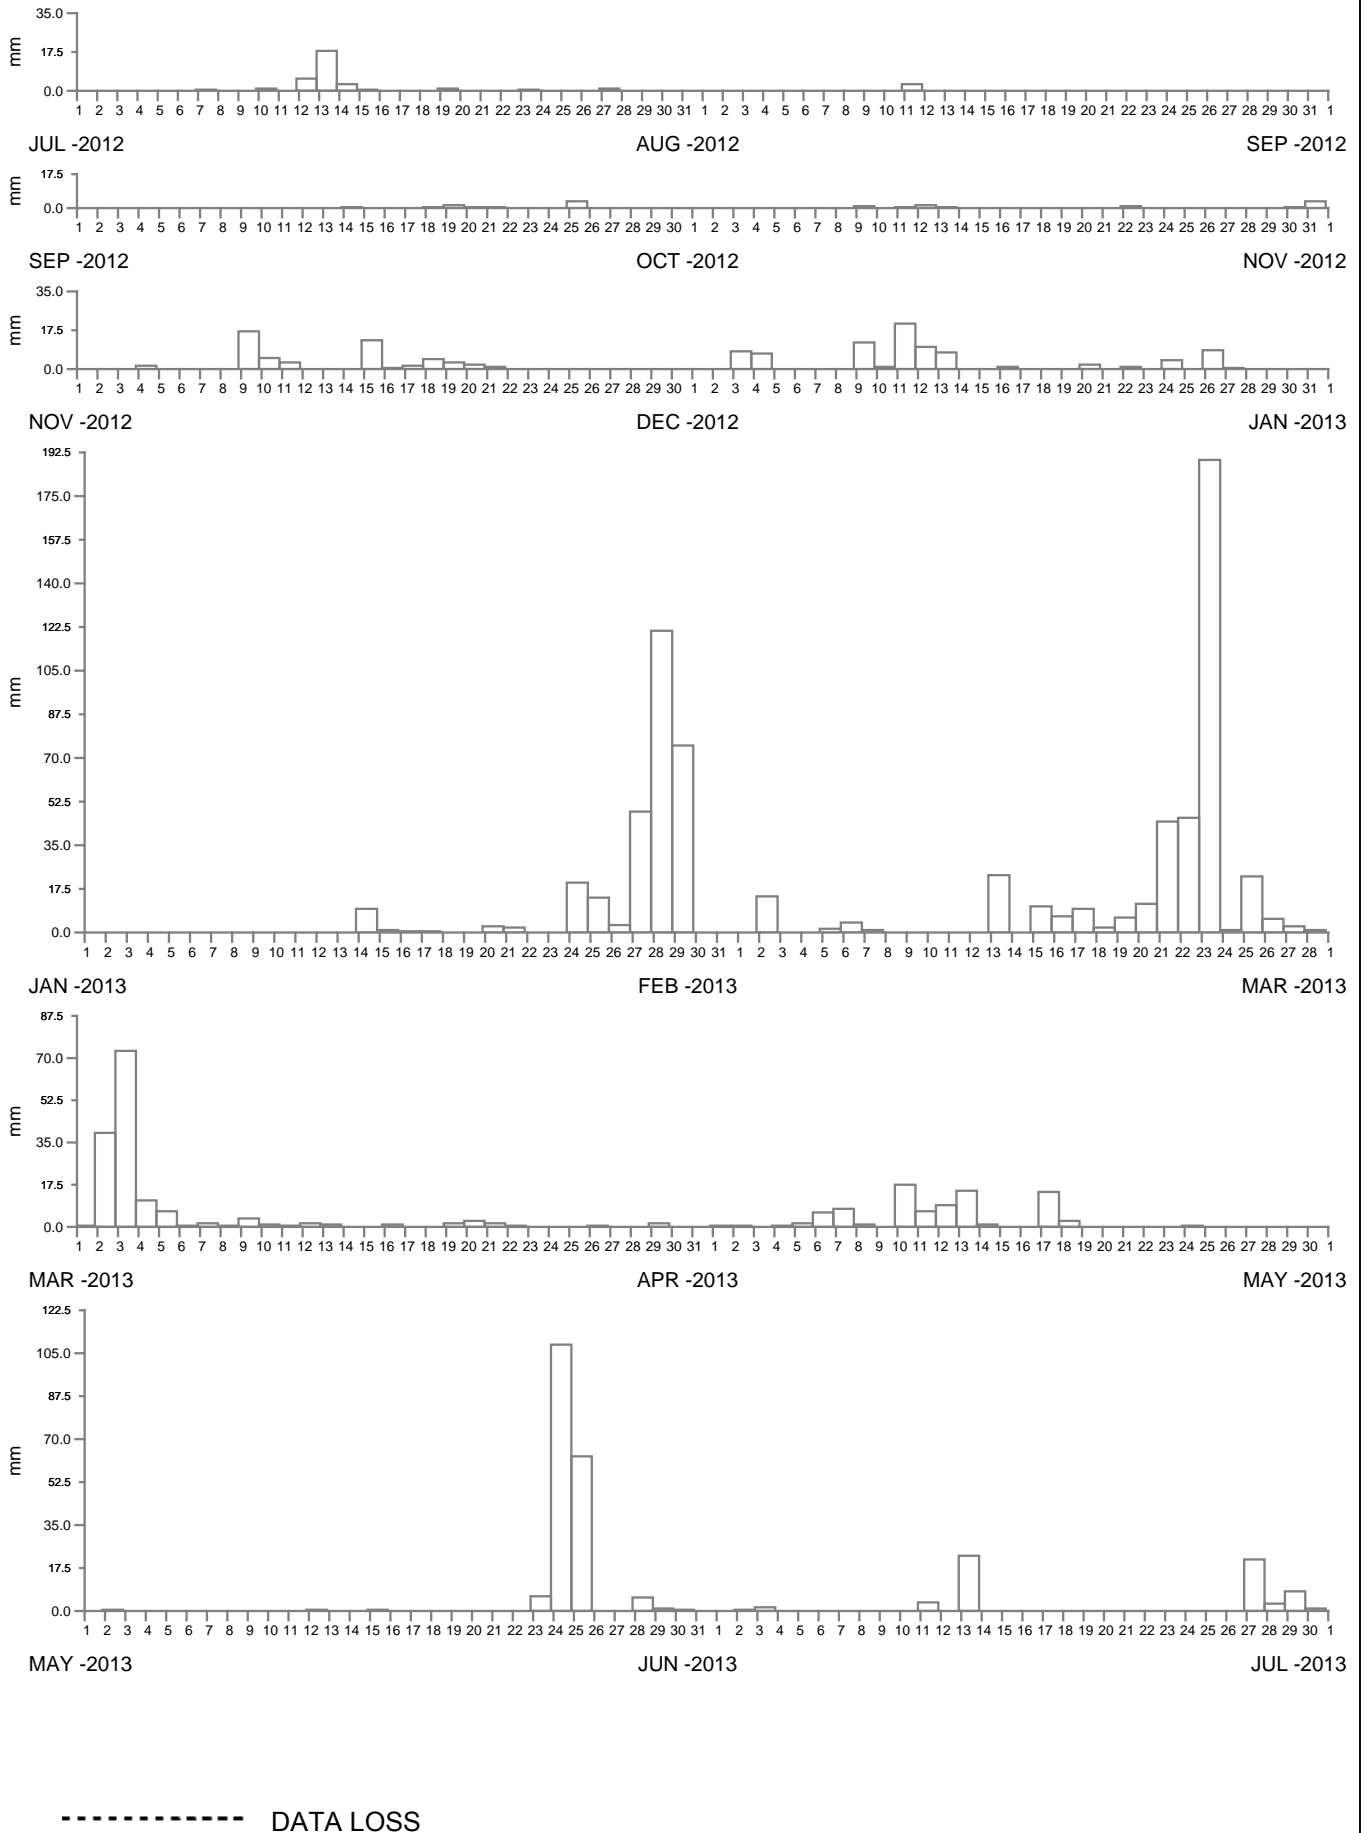 35.0
mm
17.5
0.0
1 2 3 4 5 6 7 8 9 10 11 12 13 14 15 16 17 18 19 20 21 22 23 24 25 26 27 28 29 30 31 1 2 3 4 5 6 7 8 9 10 11 12 13 14 15 16 17 18 19 20 21 22 23 24 25 26 27 28 29 30 31 1
JUL -2012 AUG -2012 SEP -2012
17.5
mm
0.0
1 2 3 4 5 6 7 8 9 10 11 12 13 14 15 16 17 18 19 20 21 22 23 24 25 26 27 28 29 30 1 2 3 4 5 6 7 8 9 10 11 12 13 14 15 16 17 18 19 20 21 22 23 24 25 26 27 28 29 30 31 1
SEP -2012 OCT -2012 NOV -2012
35.0
mm
17.5
0.0
1 2 3 4 5 6 7 8 9 10 11 12 13 14 15 16 17 18 19 20 21 22 23 24 25 26 27 28 29 30 1 2 3 4 5 6 7 8 9 10 11 12 13 14 15 16 17 18 19 20 21 22 23 24 25 26 27 28 29 30 31 1
NOV -2012 DEC -2012 JAN -2013
192.5
175.0
157.5
140.0
122.5
105.0
mm
87.5
70.0
52.5
35.0
17.5
0.0
1 2 3 4 5 6 7 8 9 10 11 12 13 14 15 16 17 18 19 20 21 22 23 24 25 26 27 28 29 30 31 1 2 3 4 5 6 7 8 9 10 11 12 13 14 15 16 17 18 19 20 21 22 23 24 25 26 27 28 1
JAN -2013 FEB -2013 MAR -2013
87.5
70.0
52.5
mm
35.0
17.5
0.0
1 2 3 4 5 6 7 8 9 10 11 12 13 14 15 16 17 18 19 20 21 22 23 24 25 26 27 28 29 30 31 1 2 3 4 5 6 7 8 9 10 11 12 13 14 15 16 17 18 19 20 21 22 23 24 25 26 27 28 29 30 1
MAR -2013 APR -2013 MAY -2013
122.5
105.0
87.5
70.0
mm
52.5
35.0
17.5
0.0
1 2 3 4 5 6 7 8 9 10 11 12 13 14 15 16 17 18 19 20 21 22 23 24 25 26 27 28 29 30 31 1 2 3 4 5 6 7 8 9 10 11 12 13 14 15 16 17 18 19 20 21 22 23 24 25 26 27 28 29 30 1
MAY -2013 JUN -2013 JUL -2013
DATA LOSS